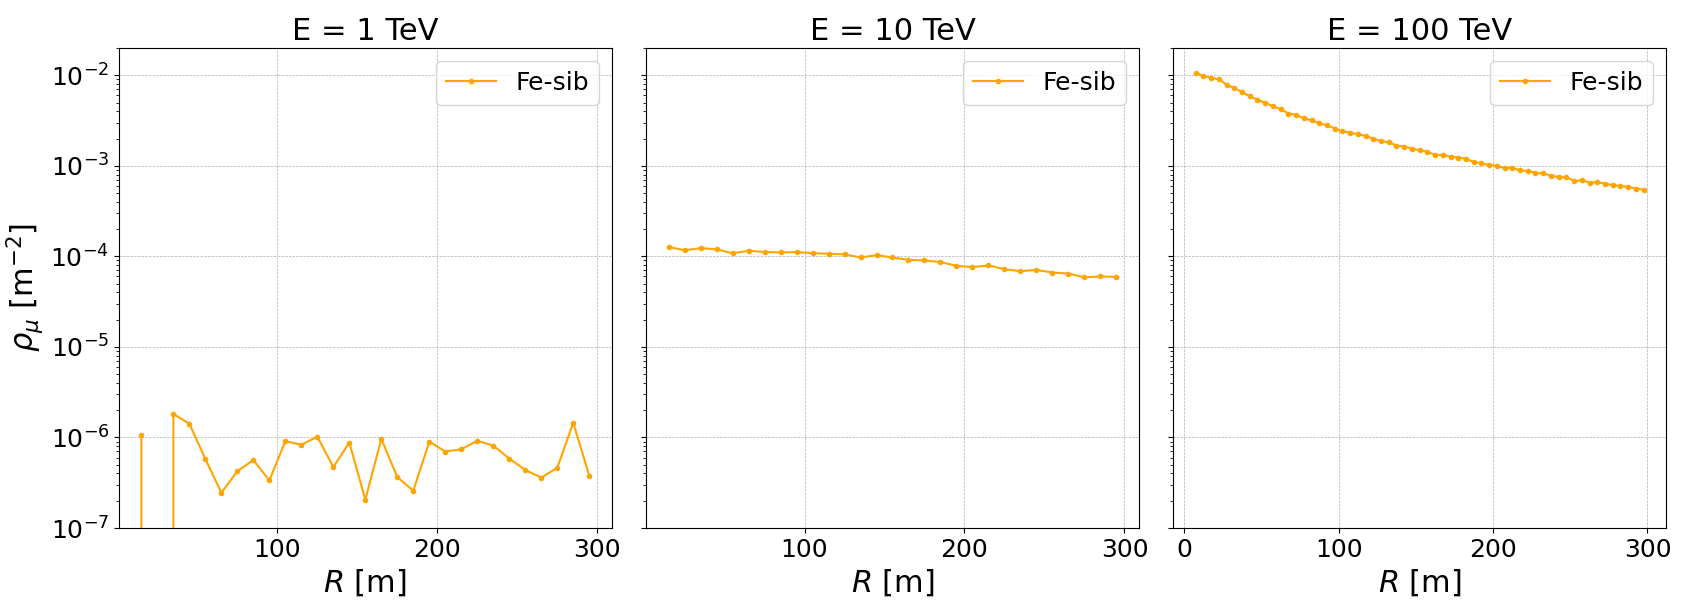 E = 1 TeV
E = 10 TeV
E = 100 TeV
Fe-sib
Fe-sib
Fe-sib
10⁻²
10⁻³
10⁻⁴
10⁻⁵
10⁻⁶
10⁻⁷
ρ_μ [m⁻²]
100 200 300
100 200 300
0 100 200 300
R [m]
R [m]
R [m]